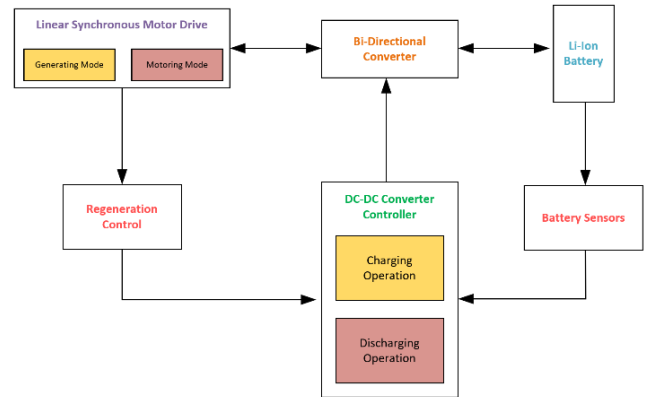 Linear Synchronous Motor Drive
Generating Mode
Motoring Mode
Bi-Directional
Converter
Li-Ion
Battery
Regeneration
Control
DC-DC Converter
Controller
Charging
Operation
Discharging
Operation
Battery Sensors